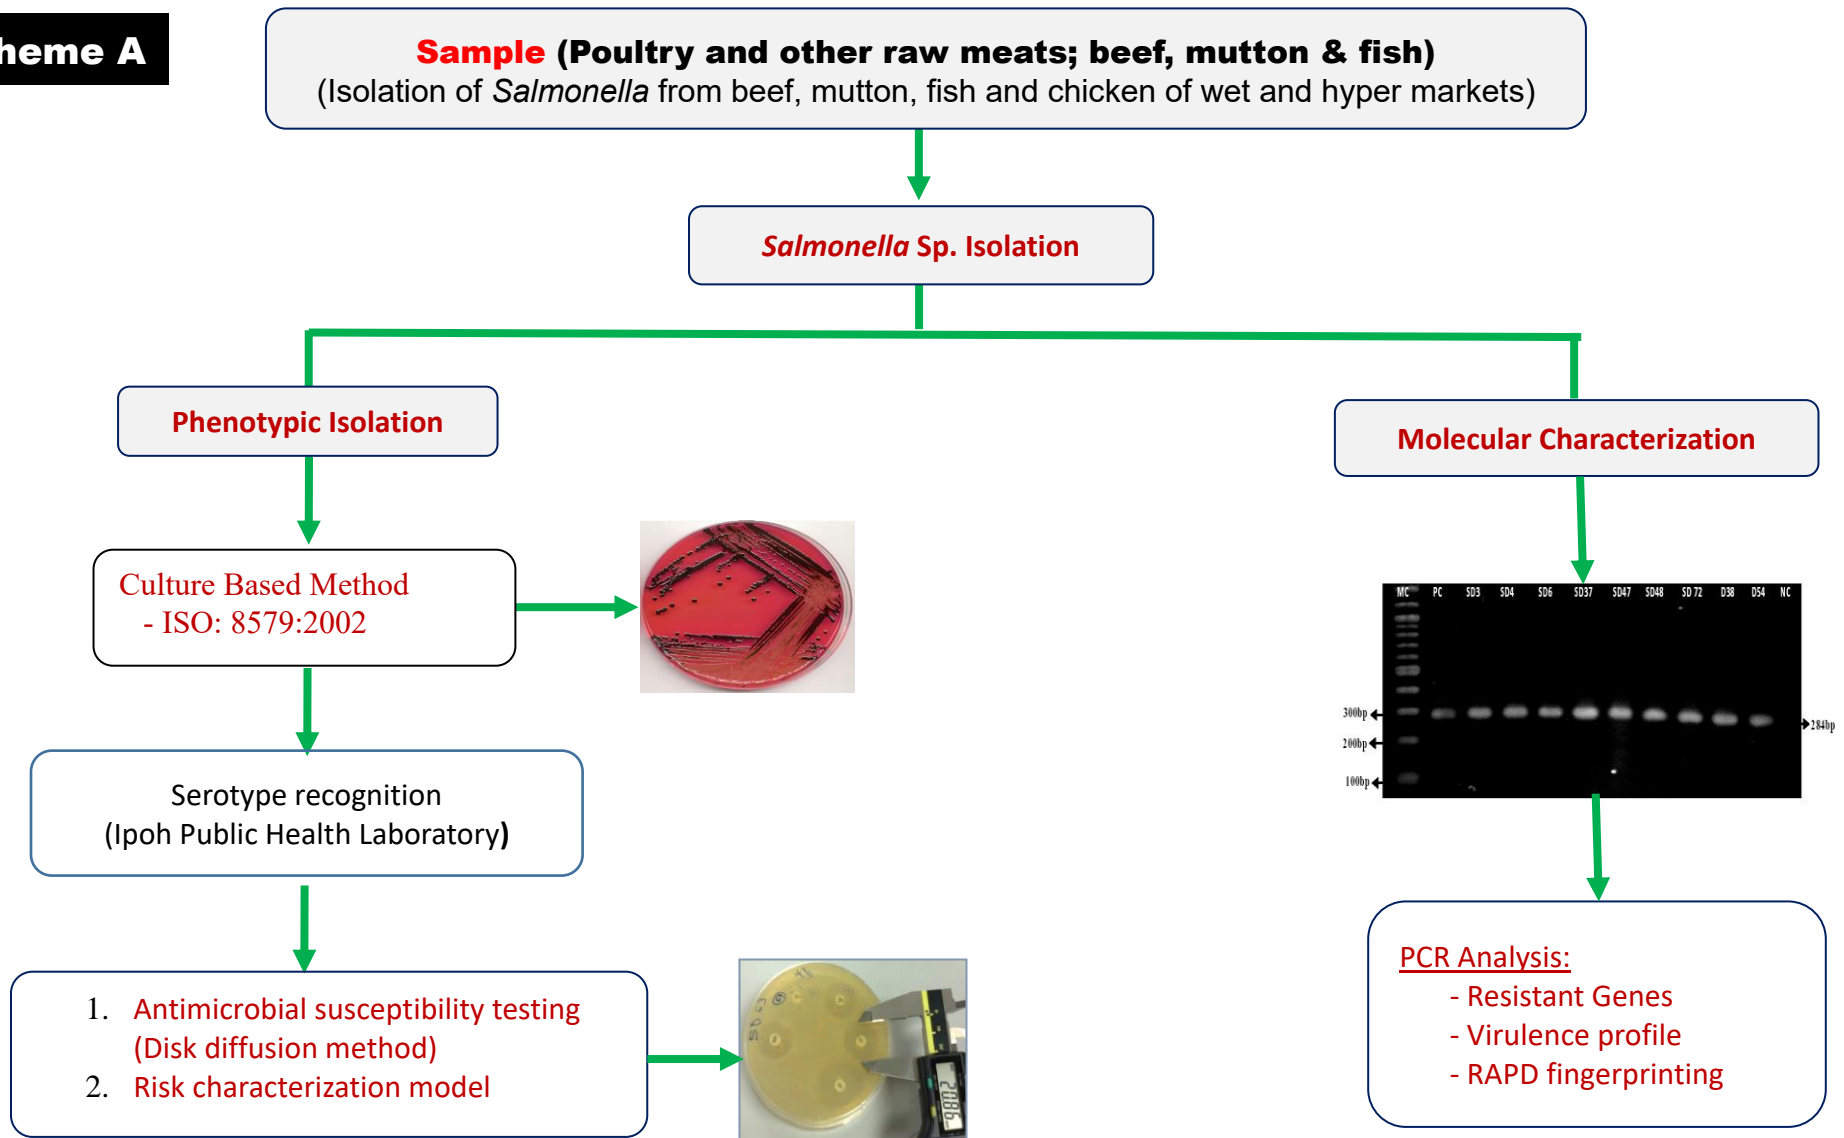 heme A
Sample (Poultry and other raw meats; beef, mutton & fish)
(Isolation of Salmonella from beef, mutton, fish and chicken of wet and hyper markets)
Salmonella Sp. Isolation
Phenotypic Isolation
Molecular Characterization
Culture Based Method
- ISO: 8579:2002
MC PC SD3 SD4 SD6 SD37 SD47 SD48 SD 72 D38 D54 NC
300bp
284bp
200bp
100bp
Serotype recognition
(Ipoh Public Health Laboratory)
1. Antimicrobial susceptibility testing
(Disk diffusion method)
2. Risk characterization model
PCR Analysis:
- Resistant Genes
- Virulence profile
- RAPD fingerprinting